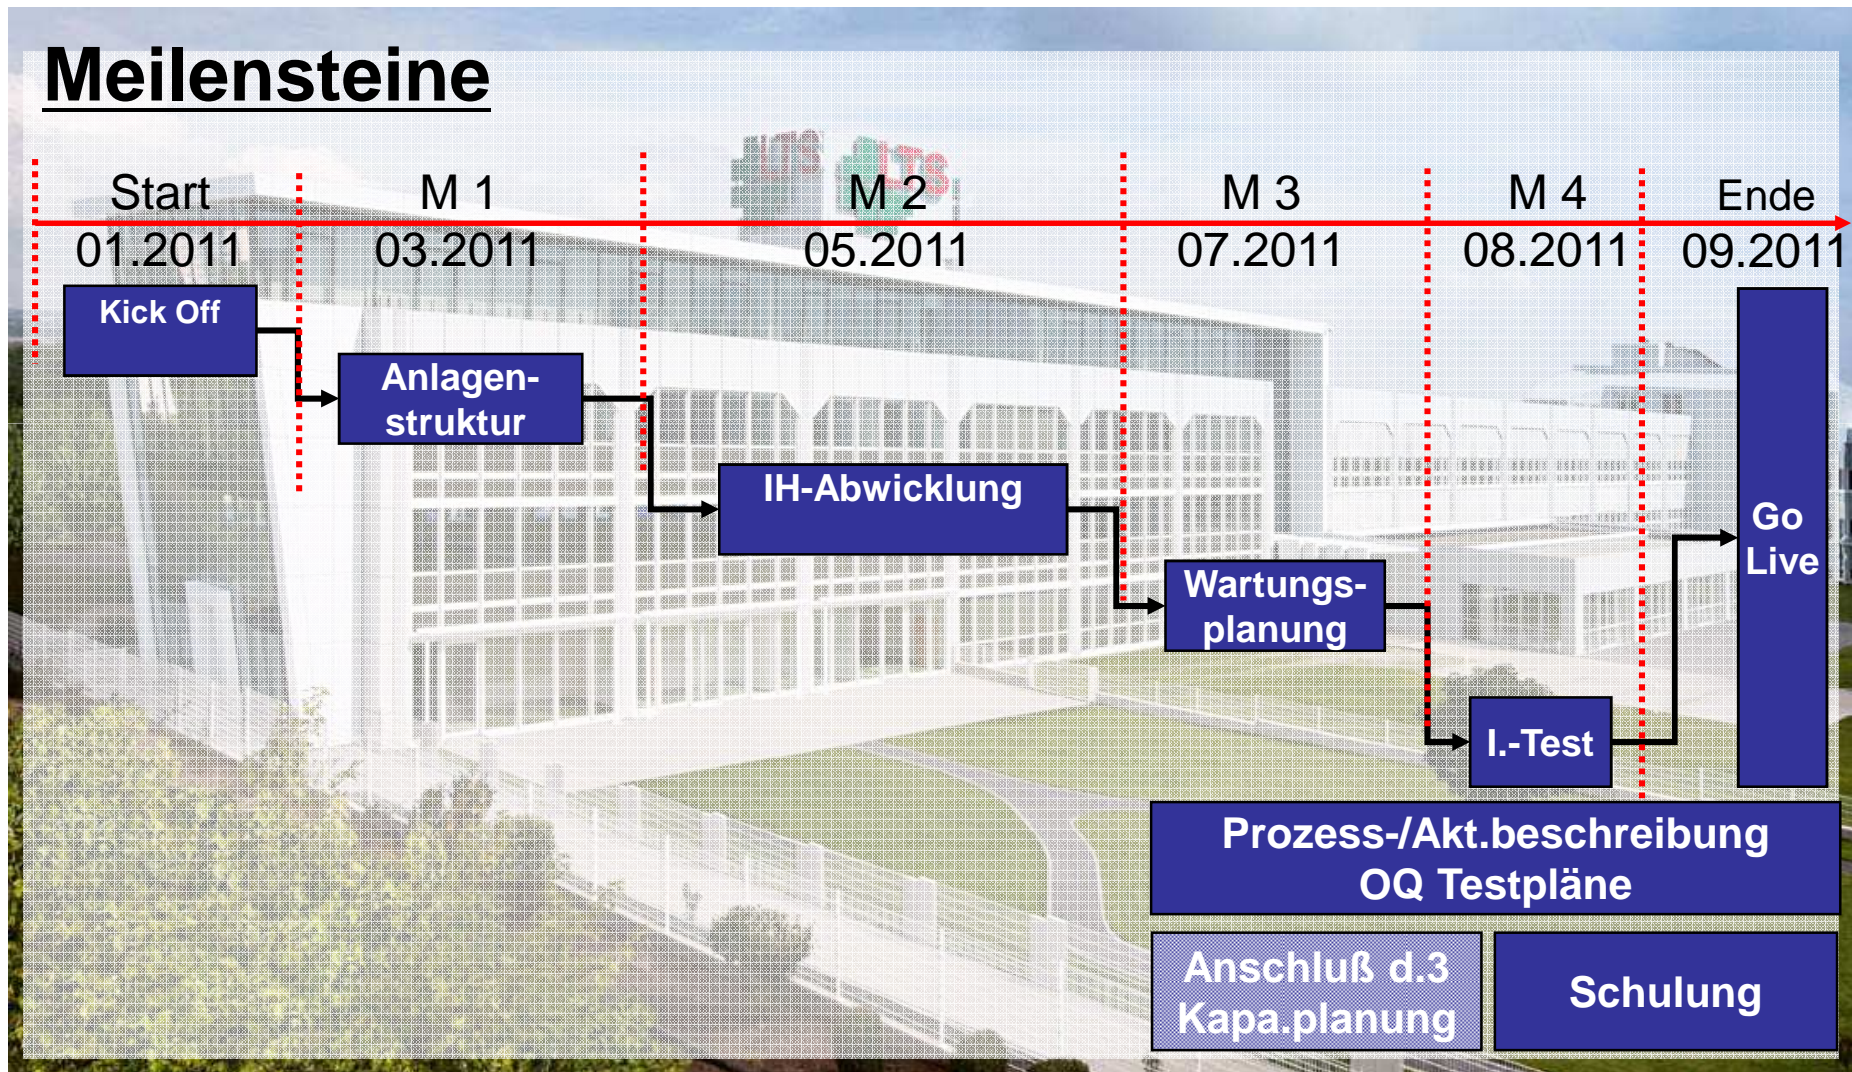 Meilensteine
LTS LTS
Start M 1 M 2 M 3 M 4 Ende
01.2011 03.2011 05.2011 07.2011 08.2011 09.2011
Kick Off
Anlagen-
struktur
IH-Abwicklung
Wartungs-
planung
I.-Test
Go
Live
Prozess-/Akt.beschreibung
OQ Testpläne
Anschluß d.3
Kapa.planung
Schulung